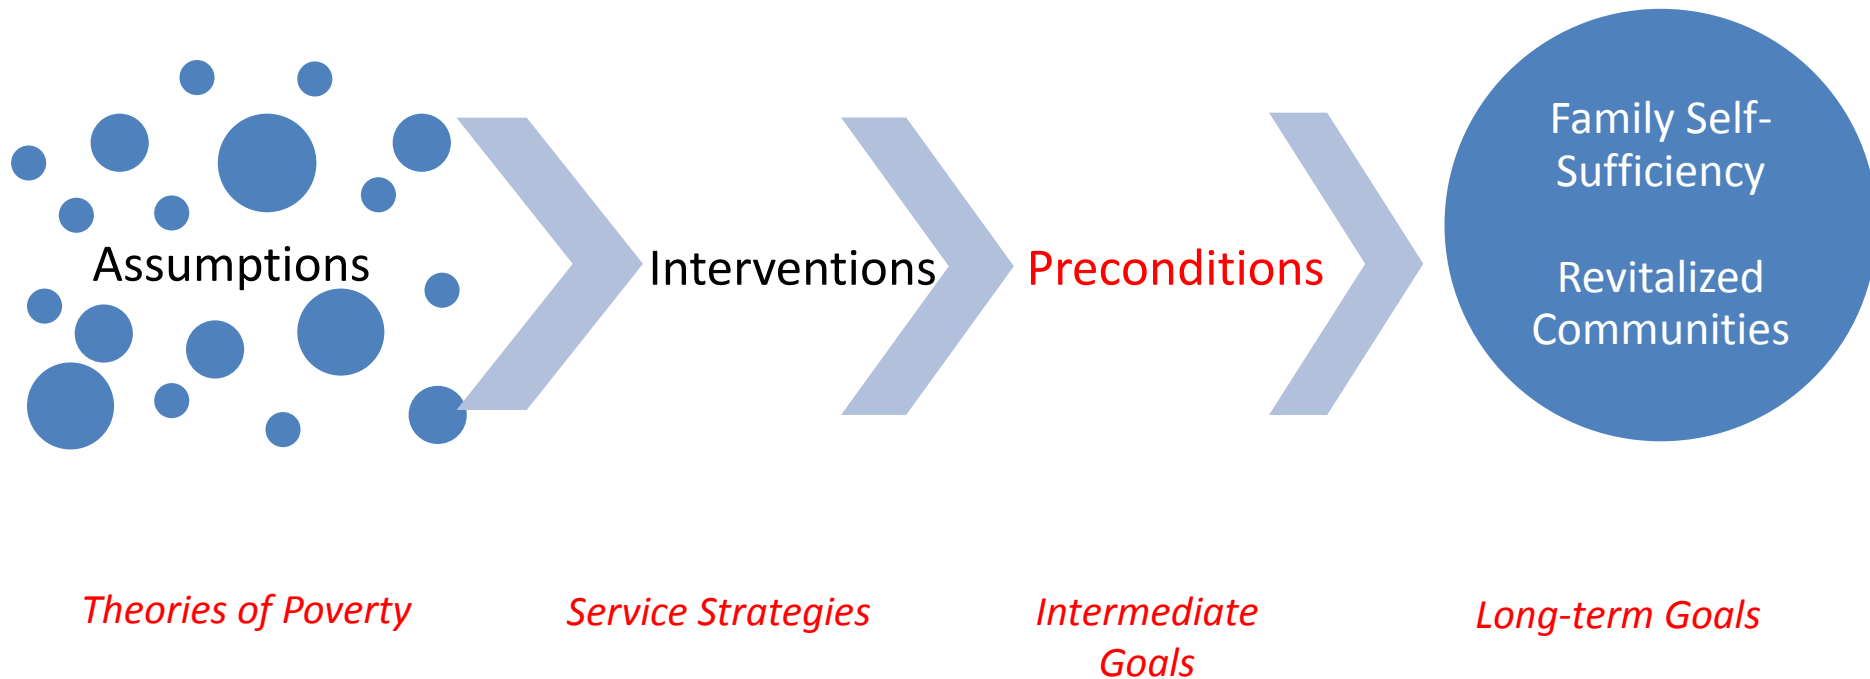 Family Self-
Sufficiency
Assumptions
Interventions
Preconditions
Revitalized
Communities
Theories of Poverty
Service Strategies
Intermediate
Goals
Long-term Goals